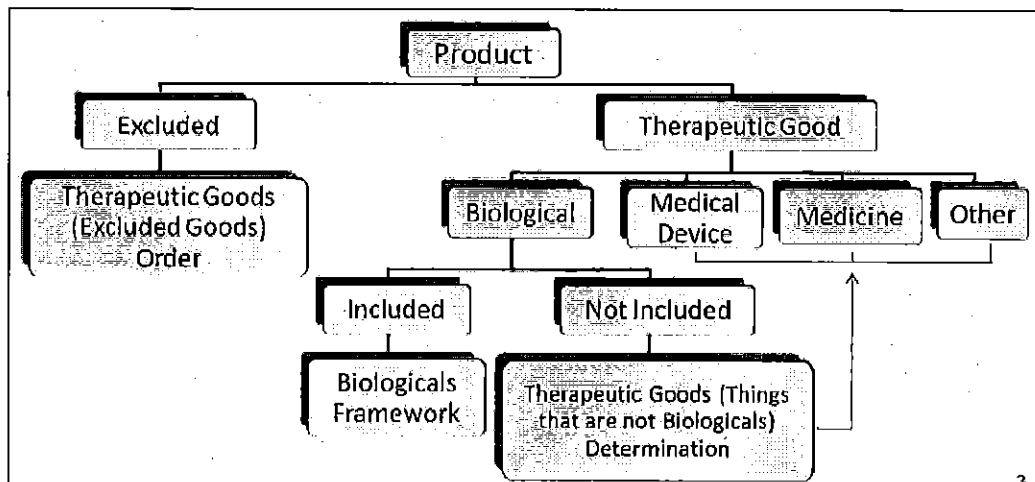 Product
Excluded
Therapeutic Good
Therapeutic Goods
(Excluded Goods)
Order
Biological
Medical
Device
Medicine
Other
Included
Not Included
Biologicals
Framework
Therapeutic Goods (Things
that are not Biologicals)
Determination